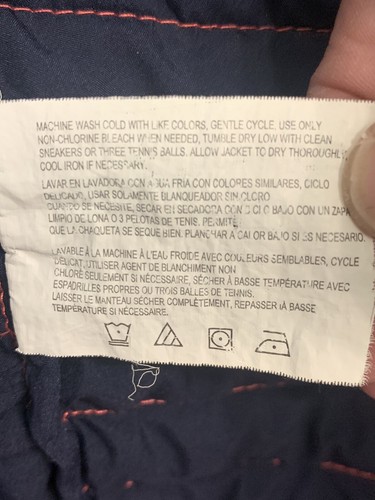 MACHINE WASH COLD WITH LIKE COLORS, GENTLE CYCLE. USE ONLY
NON-CHLORINE BLEACH WHEN NEEDED, TUMBLE DRY LOW WITH CLEAN
SNEAKERS OR THREE TENNIS BALLS. ALLOW JACKET TO DRY THOROUGHLY
COOL IRON IF NECESSARY.
LAVAR EN LAVADORA CON AGUA FRIA CON COLORES SIMILARES, CICLO
DELICADO, USAR SOLAMENTE BLANQUEADOR SIN CLORO
CUANDO SE NECESITE, SECAR EN SECADORA CON CICLO BAJO CON UN
LIMPIO DE LONA O 3 PELOTAS DE TENIS. PERMITE
QUE LA CHAQUETA SE SEQUE BIEN. PLANCHAR A CALOR BAJO SI ES NECESARIO.
LAVABLE À LA MACHINE À L'EAU FROIDE AVEC COULEURS SEMBLABLES, CYCLE
DÉLICAT, UTILISER AGENT DE BLANCHIMENT NON
CHLORÉ SEULEMENT SI NÉCESSAIRE, SÉCHER À BASSE TEMPÉRATURE AVEC
ESPADRILLES PROPRES OU TROIS BALLES DE TENNIS.
LAISSER LE MANTEAU SÉCHER COMPLÈTEMENT, REPASSER À BASSE
TEMPÉRATURE SI NÉCESSAIRE.